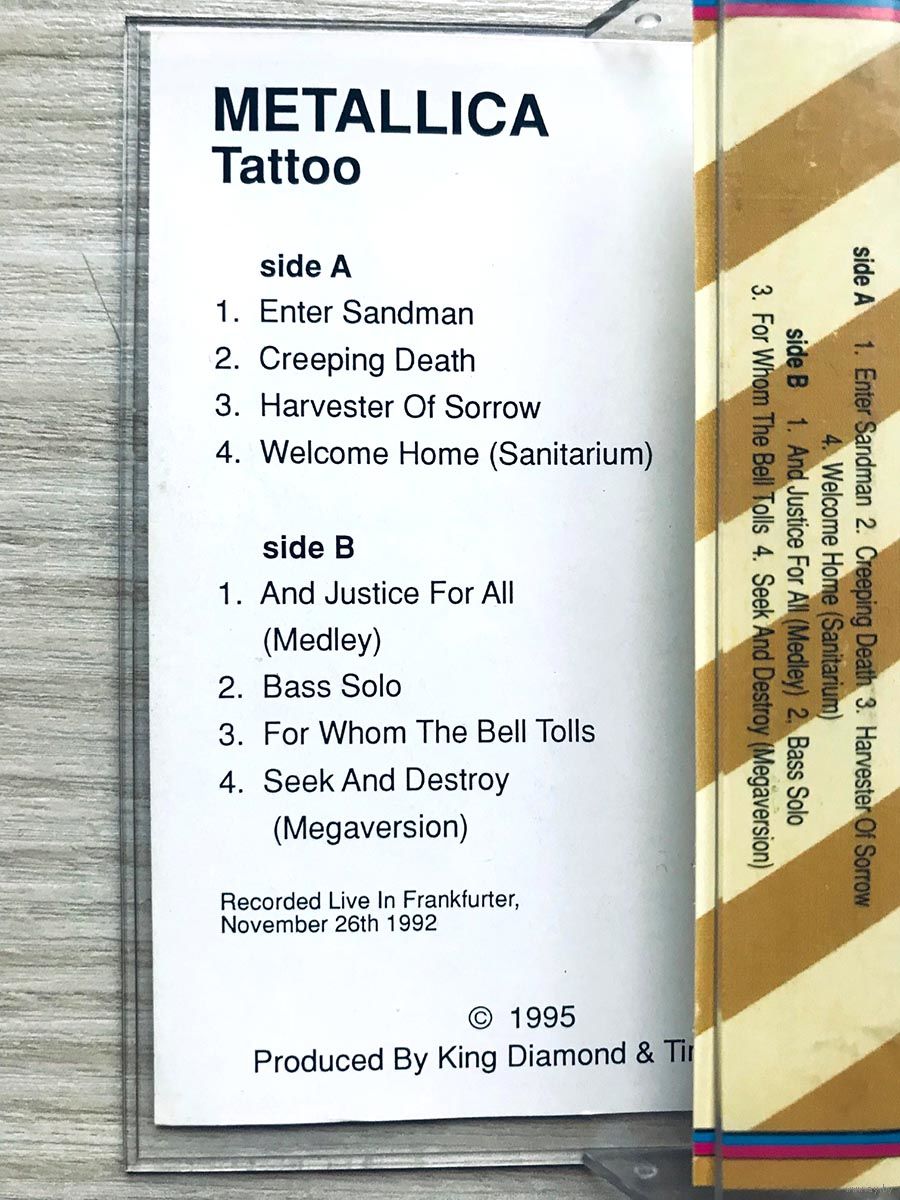 METALLICA
Tattoo
side A
1. Enter Sandman
2. Creeping Death
3. Harvester Of Sorrow
4. Welcome Home (Sanitarium)
side B
1. And Justice For All
(Medley)
2. Bass Solo
3. For Whom The Bell Tolls
4. Seek And Destroy
(Megaversion)
Recorded Live In Frankfurter,
November 26th 1992
© 1995
Produced By King Diamond &
side A 1. Enter Sandman 2. Creeping Death 3. Harvester Of Sorrow
4. Welcome Home (Sanitarium)
side B 1. And Justice For All (Medley) 2. Bass Solo
3. For Whom The Bell Tolls 4. Seek And Destroy (Megaversion)